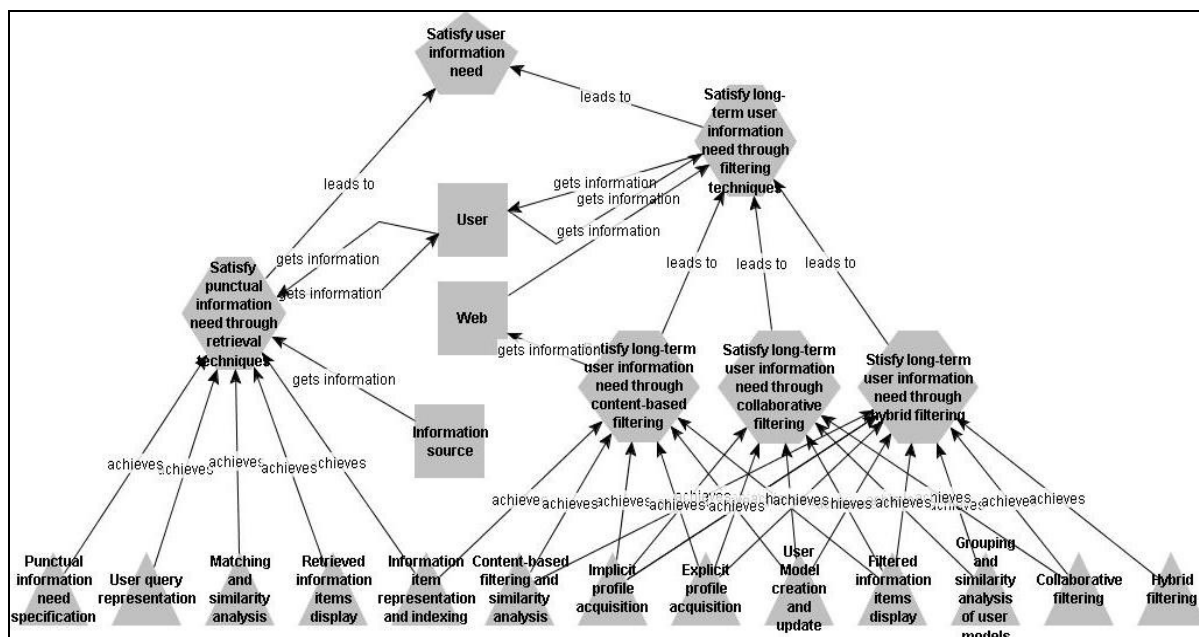 Satisfy user
information
need
leads to
Satisfy long-
term user
information
need through
filtering
techniques
leads to
gets information
gets information
User
gets information
gets information
gets information
Satisfy
punctual
information
need through
retrieval
techniques
Web
gets information
gets information
Information
source
leads to
leads to
leads to
Satisfy long-term
user information
need through
content-based
filtering
Satisfy long-term
user information
need through
collaborative
filtering
Stisfy long-term
user information
need through
hybrid filtering
achieves
achieves
achieves
achieves
achieves
achieve
achieves
achieves
achieves
achieves
achieves
achieves
achieves
achieve
achieves
Punctual
information
need
specification
User query
representation
Matching and
similarity
analysis
Retrieved
information
items
display
Information
item
representation
and indexing
Content-based
filtering and
similarity
analysis
Implicit
profile
acquisition
Explicit
profile
acquisition
User
Model
creation
and
update
Filtered
information
items
display
Grouping
and
similarity
analysis
of user
models
Collaborative
filtering
Hybrid
filtering